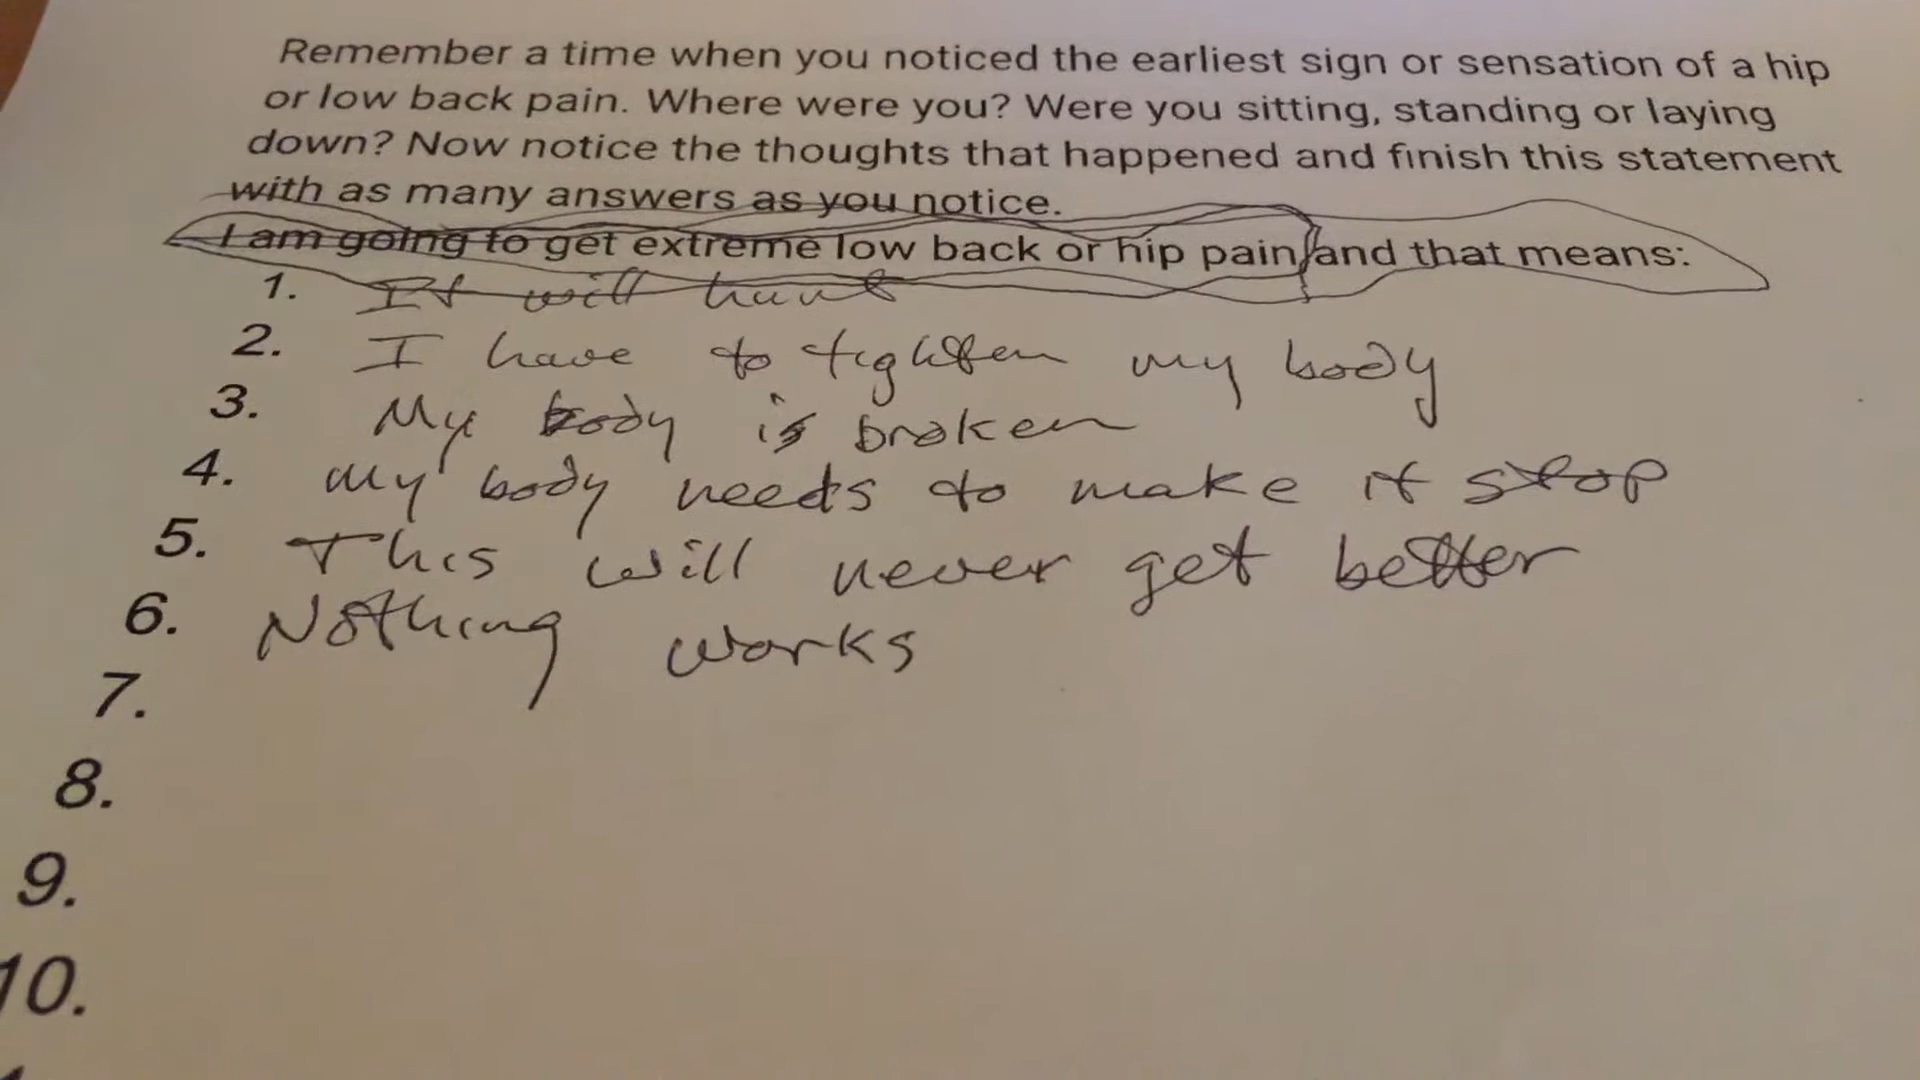 Remember a time when you noticed the earliest sign or sensation of a hip
or low back pain. Where were you? Were you sitting, standing or laying
down? Now notice the thoughts that happened and finish this statement
with as many answers as you notice.
I am going to get extreme low back or hip pain and that means:
1. It will hurt
2. I have to tighten my body
3. My body is broken
4. My body needs to make it stop
5. This will never get better
6. Nothing works
7.
8.
9.
10.